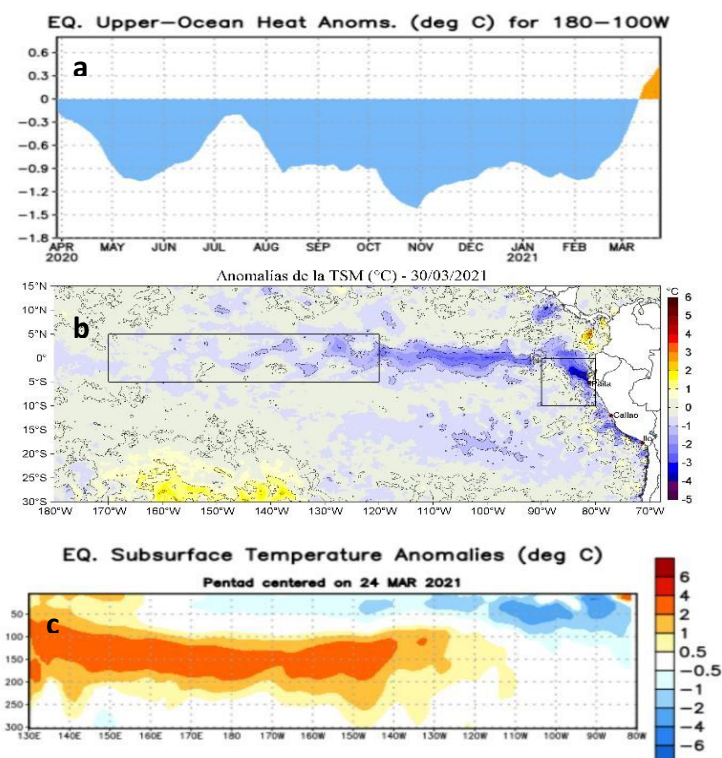 EQ. Upper-Ocean Heat Anoms. (deg C) for 180-100W
a
0.6
0.3
0
-0.3
-0.6
-0.9
-1.2
-1.5
-1.8
APR MAY JUN JUL AUG SEP OCT NOV DEC JAN FEB MAR
2020 2021
Anomalías de la TSM (°C) - 30/03/2021
b
15°N
10°N
5°N
0°
5°S
10°S
15°S
20°S
25°S
30°S
180°W 170°W 160°W 150°W 140°W 130°W 120°W 110°W 100°W 90°W 80°W 70°W
Paita
Callao
Ilo
°C
6
5
4
3
2
1
0
-1
-2
-3
-4
-5
EQ. Subsurface Temperature Anomalies (deg C)
Pentad centered on 24 MAR 2021
c
50
100
150
200
250
300
130E 140E 150E 160E 170E 180 170W 160W 150W 140W 130W 120W 110W 100W 90W 80W
6
4
2
1
0.5
-0.5
-1
-2
-4
-6